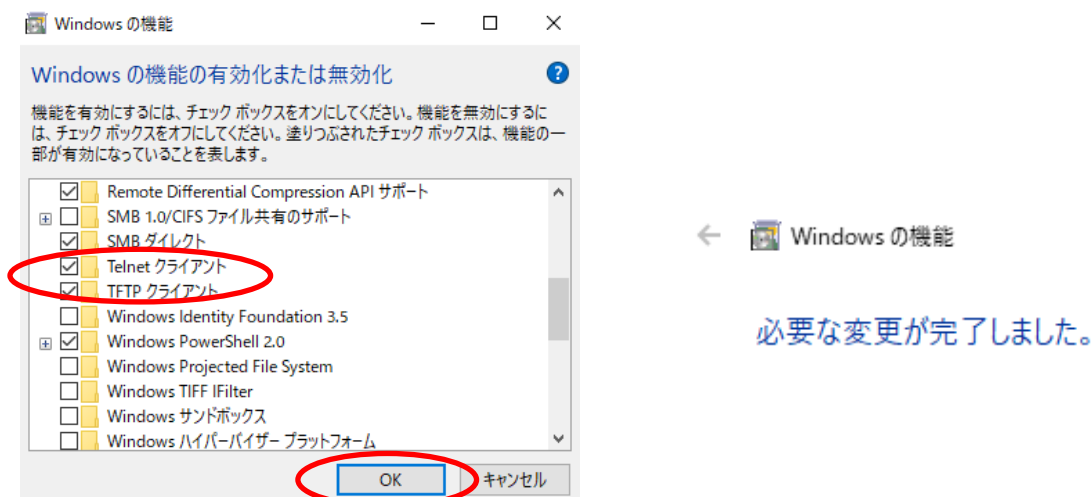 Windows の機能
Windows の機能の有効化または無効化
?
機能を有効にするには、チェック ボックスをオンにしてください。機能を無効にするに
は、チェック ボックスをオフにしてください。塗りつぶされたチェック ボックスは、機能の一
部が有効になっていることを表します。
Remote Differential Compression API サポート
SMB 1.0/CIFS ファイル共有のサポート
SMB ダイレクト
Telnet クライアント
TFTP クライアント
Windows Identity Foundation 3.5
Windows PowerShell 2.0
Windows Projected File System
Windows TIFF IFilter
Windows サンドボックス
Windows ハイパーバイザー プラットフォーム
OK
キャンセル
Windows の機能
必要な変更が完了しました。